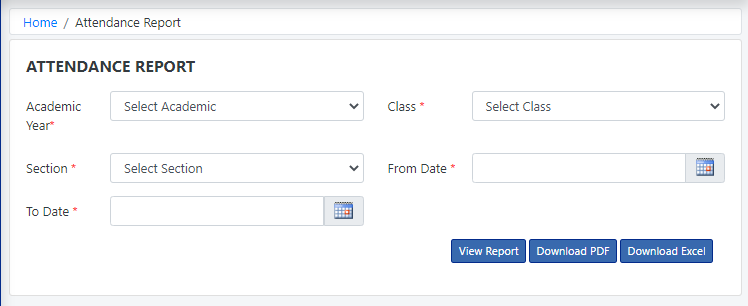 Home / Attendance Report
ATTENDANCE REPORT
Academic Year* Select Academic Class * Select Class
Section * Select Section From Date *
To Date *
View Report Download PDF Download Excel